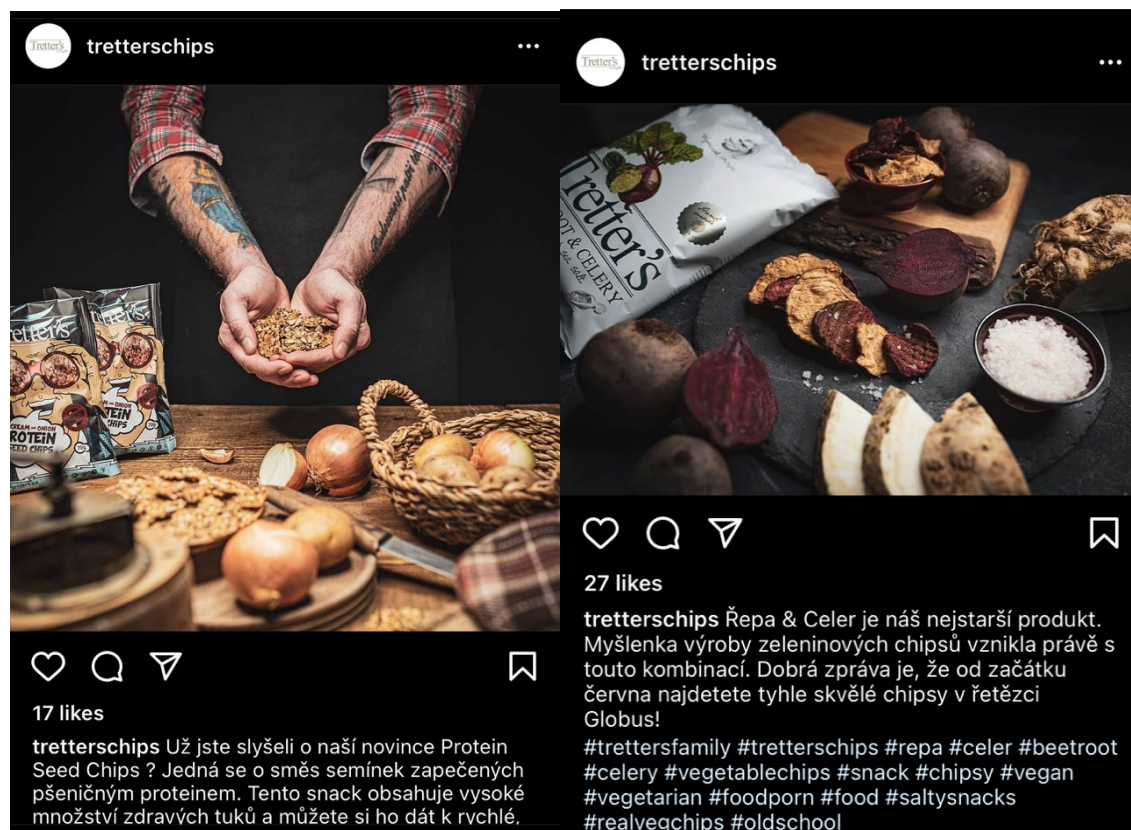 Tretter's
tretterschips
Tretter's
CREAM AND ONION
PROTEIN
SEED CHIPS
17 likes
tretterschips Už jste slyšeli o naší novince Protein
Seed Chips ? Jedná se o směs semínek zapečených
pšeničným proteinem. Tento snack obsahuje vysoké
množství zdravých tuků a můžete si ho dát k rychlé,
Tretter's
tretterschips
Tretter's
& CELERY
27 likes
tretterschips Řepa & Celer je náš nejstarší produkt.
Myšlenka výroby zeleninových chipsů vznikla právě s
touto kombinací. Dobrá zpráva je, že od začátku
června najdetete tyhle skvělé chipsy v řetězci
Globus!
#trettersfamily #tretterschips #repa #celer #beetroot
#celery #vegetablechips #snack #chipsy #vegan
#vegetarian #foodporn #food #saltysnacks
#realvegchips #oldschool